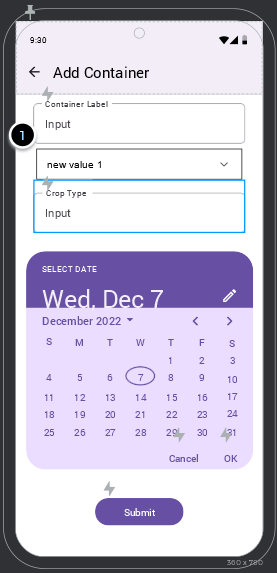 9:30
Add Container
Container Label
Input
1
new value 1
Crop Type
Input
SELECT DATE
Wed, Dec 7
December 2022
S M T W T F S
1 2 3
4 5 6 7 8 9 10
11 12 13 14 15 16 17
18 19 20 21 22 23 24
25 26 27 28 29 30 31
Cancel OK
Submit
360 x 760